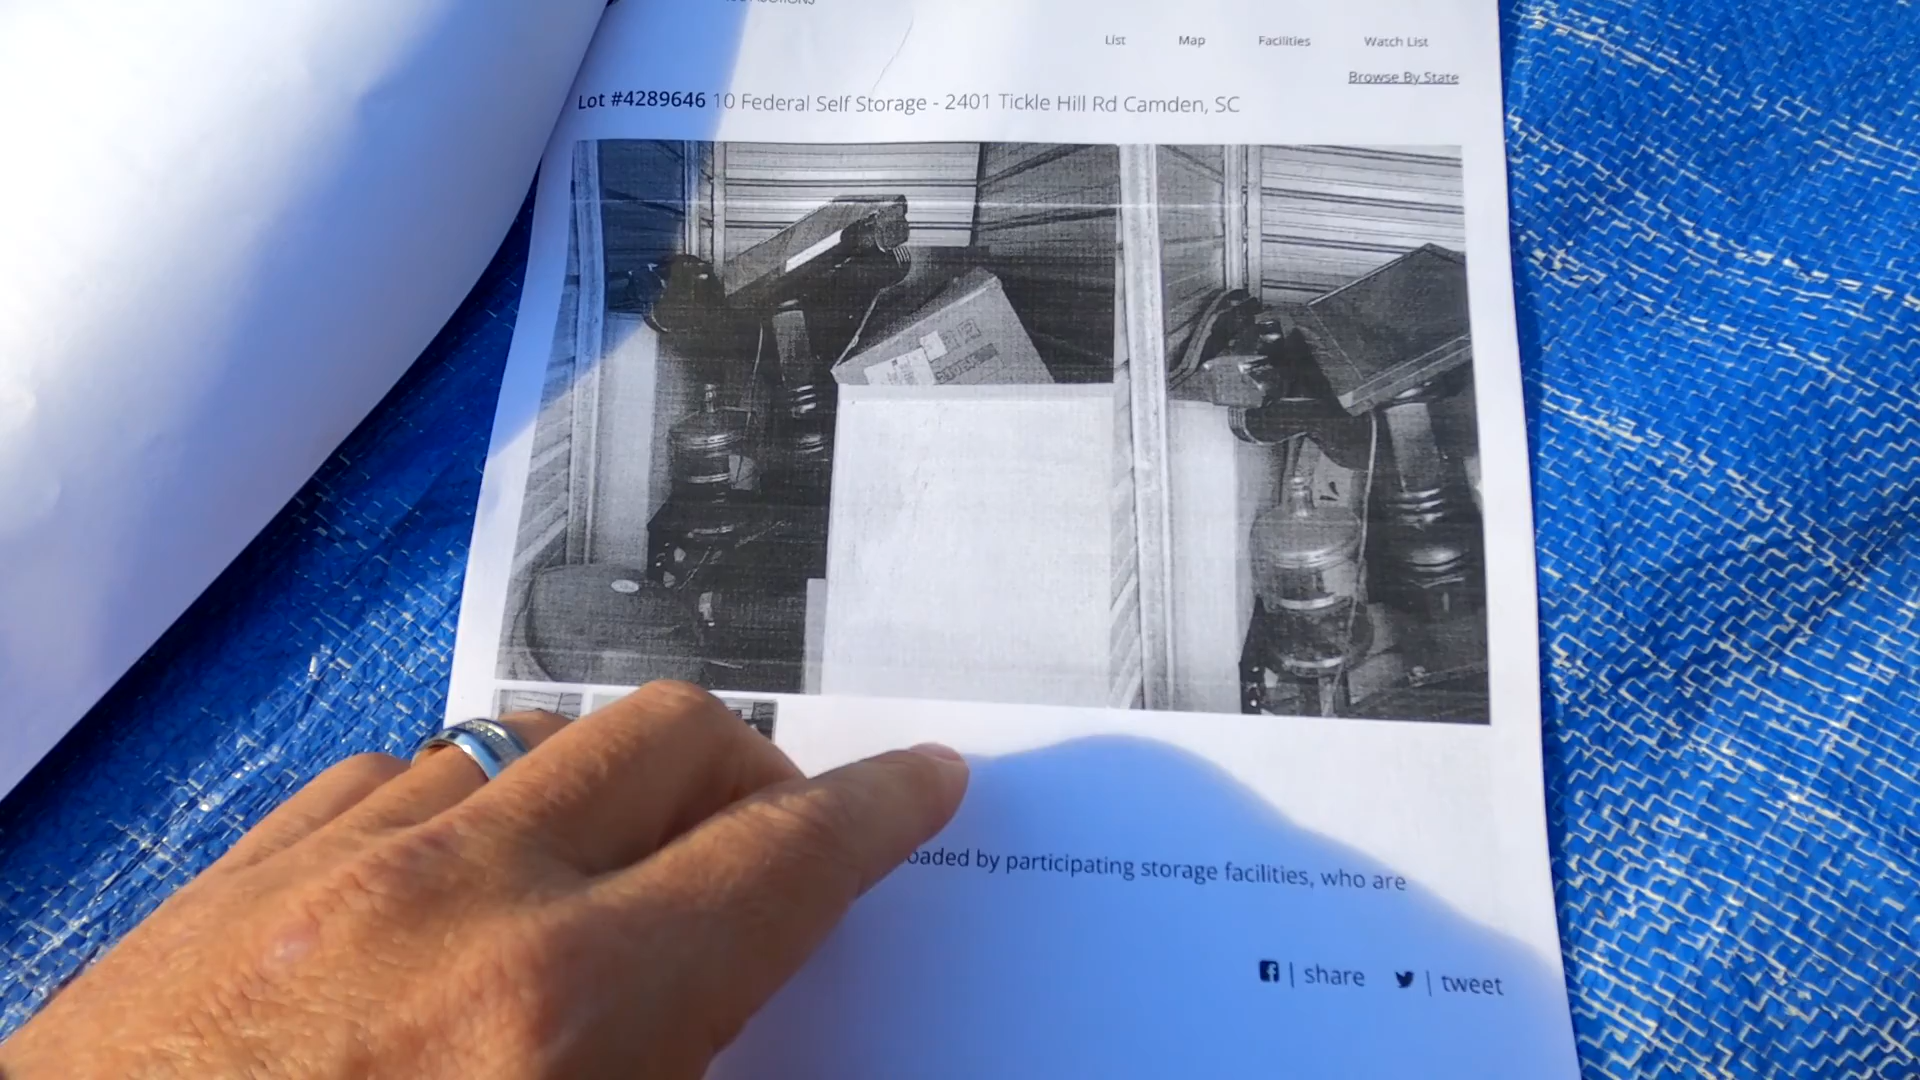 List Map Facilities Watch List
Browse By State
Lot #4289646 10 Federal Self Storage - 2401 Tickle Hill Rd Camden, SC
by participating storage facilities, who are
| share | tweet